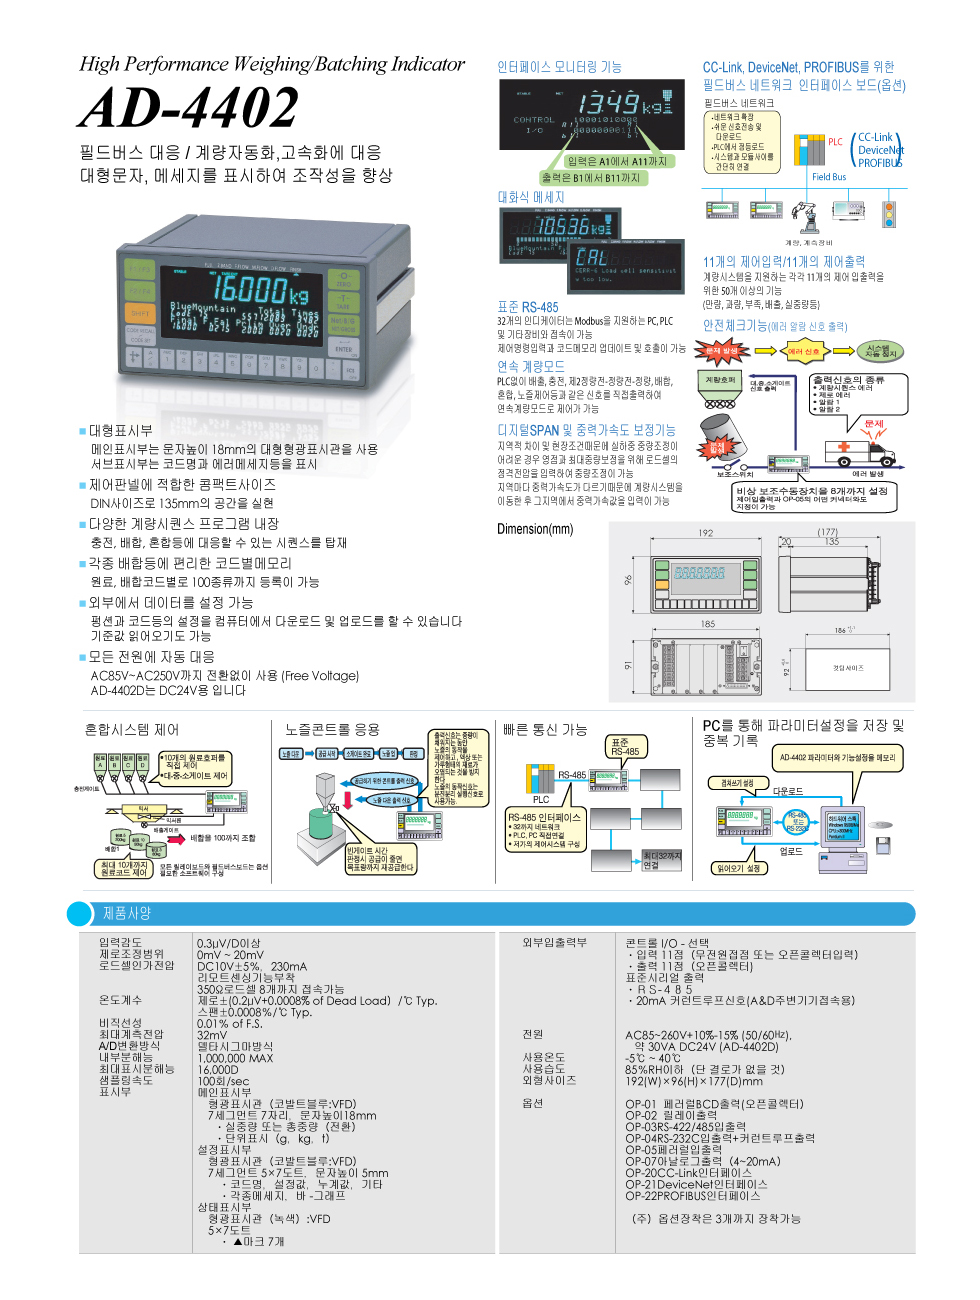 High Performance Weighing/Batching Indicator
AD-4402
필드버스 대응 / 계량자동화,고속화에 대응
대형문자, 메세지를 표시하여 조작성을 향상
■ 대형표시부
메인표시부는 문자높이 18mm의 대형형광표시관을 사용
서브표시부는 코드명과 에러메세지등을 표시
■ 제어판넬에 적합한 콤팩트사이즈
DIN사이즈로 135mm의 공간을 실현
■ 다양한 계량시퀀스 프로그램 내장
충전, 배합, 혼합등에 대응할 수 있는 시퀀스를 탑재
■ 각종 배합등에 편리한 코드별메모리
원료, 배합코드별로 100종류까지 등록이 가능
■ 외부에서 데이터를 설정 가능
펑션과 코드등의 설정을 컴퓨터에서 다운로드 및 업로드를 할 수 있습니다
기준값 읽어오기도 가능
■ 모든 전원에 자동 대응
AC85V~AC250V까지 전환없이 사용 (Free Voltage)
AD-4402D는 DC24V용 입니다
인터페이스 모니터링 기능
1349 kg
CONTROL 10001010000
I/O
입력은 A1에서 A11까지
출력은 B1에서 B11까지
대화식 메세지
10.636 kg
CAL
CERR-6 Load well sensitivit
y too low.
표준 RS-485
32개의 인디케이터는 Modbus을 지원하는 PC, PLC
및 기타장비와 접속이 가능
제어명령입력과 코드메모리 업데이트 및 호출이 가능
연속 계량모드
PLC없이 배출, 충전, 제2정량전-정량전-정량, 배합,
혼합, 노즐제어등과 같은 신호를 직접출력하여
연속계량모드로 제어가 가능
디지털SPAN 및 중력가속도 보정기능
지역적 차이 및 현장조건때문에 실하중 중량조정이
어려운 경우 영점과 최대중량보정을 위해 로드셀의
정격전압을 입력하여 중량조정이 가능
지역마다 중력가속도가 다르기때문에 계량시스템을
이동한 후 그지역에서 중력가속값을 입력이 가능
CC-Link, DeviceNet, PROFIBUS를 위한
필드버스 네트워크 인터페이스 보드(옵션)
필드버스 네트워크
•네트워크 확장
•쉬운 신호전송 및
다운로드
•PLC에서 정등로드
•시스템과 모듈 사이를
간단히 연결
PLC
CC-Link
DeviceNet
PROFIBUS
Field Bus
계량, 계측장비
11개의 제어입력/11개의 제어출력
계량시스템을 지원하는 각각 11개의 제어 입출력을
위한 50개 이상의 기능
(만량, 과량, 부족, 배출, 실중량등)
안전체크기능(에러 알람 신호 출력)
문제 발생
에러 신호
시스템
자동 정지
계량호퍼
대.중.소게이트
신호 출력
출력신호의 종류
• 계량시퀀스 에러
• 제로 에러
• 알람 1
• 알람 2
문제
발생
문제
보조스위치
에러 발생
비상 보조수동장치을 8개까지 설정
제어입출력과 OP-05의 어떤 커넥터와도
지정이 가능
Dimension(mm)
192
(177)
20
135
96
185
91
186
92
것팅사이즈
혼합시스템 제어
원료 A
원료 B
원료 C
원료 D
•10개의 원료호퍼를
직접 제어
•대.중.소게이트 제어
충전게이트
믹서
믹서통
배출게이트
배합1
배합을 100까지 조합
최대 10개까지
원료코드 제어
모든 릴레이보드와 필드버스보드는 옵션
필요한 소프트웨어 구성
노즐콘트롤 응용
노즐 다운
공급 시작
소게이트 완료
노즐 업
판정
공급하기 위한 콘트롤 출력 신호
노즐 다운 출력 신호
출력신호는 중량이
채워지는 동안
노즐의 동작을
제어하고, 액상 또는
가루형태의 재료가
오염되는 것을 방지
한다
노즐의 동작신호는
운전분리 실행신호로
사용가능.
빈게이트 시간
판정시 공급이 출면
목표량까지 재공급한다
빠른 통신 가능
표준
RS-485
RS-485
PLC
RS-485 인터페이스
• 32까지 네트워크
• PLC, PC 직접연결
• 저가의 제어시스템 구성
최대32까지
연결
PC를 통해 파라미터설정을 저장 및
중복 기록
AD-4402 파라미터와 기능설정을 메모리
겹쳐쓰기 설정
다운로드
RS-485
또는
RS-232C
업로드
읽어오기 설정
제품사양
입력감도 0.3μV/D이상
제로조정범위 0mV ~ 20mV
로드셀인가전압 DC10V±5%, 230mA
리모트센싱기능부착
350Ω로드셀 8개까지 접속가능
온도계수 제로±(0.2μV+0.0008% of Dead Load) /℃ Typ.
스팬±0.0008%/℃ Typ.
비직선성 0.01% of F.S.
최대계측전압 32mV
A/D변환방식 델타시그마방식
내부분해능 1,000,000 MAX
최대표시분해능 16,000D
샘플링속도 100회/sec
표시부 메인표시부
형광표시관 (코발트블루:VFD)
7세그먼트 7자리, 문자높이18mm
・실중량 또는 총중량 (전환)
・단위표시 (g, kg, t)
설정표시부
형광표시관 (코발트블루:VFD)
7세그먼트 5×7도트, 문자높이 5mm
・코드명, 설정값, 누계값, 기타
・각종메세지, 바 -그래프
상태표시부
형광표시관 (녹색) :VFD
5×7도트
・ ▲마크 7개
외부입출력부 콘트롤 I/O - 선택
・입력 11점 (무전원접점 또는 오픈콜렉터입력)
・출력 11점 (오픈콜렉터)
표준시리얼 출력
・RS-485
・20mA 커런트루프신호(A&D주변기기접속용)
전원 AC85~260V+10%-15% (50/60Hz),
약 30VA DC24V (AD-4402D)
사용온도 -5℃ ~ 40℃
사용습도 85%RH이하 (단 결로가 없을 것)
외형사이즈 192(W)×96(H)×177(D)mm
옵션 OP-01 페러럴BCD출력(오픈콜렉터)
OP-02 릴레이출력
OP-03RS-422/485입출력
OP-04RS-232C입출력+커런트루프출력
OP-05페러럴입출력
OP-07아날로그출력 (4~20mA)
OP-20CC-Link인터페이스
OP-21DeviceNet인터페이스
OP-22PROFIBUS인터페이스
(주) 옵션장착은 3개까지 장착가능